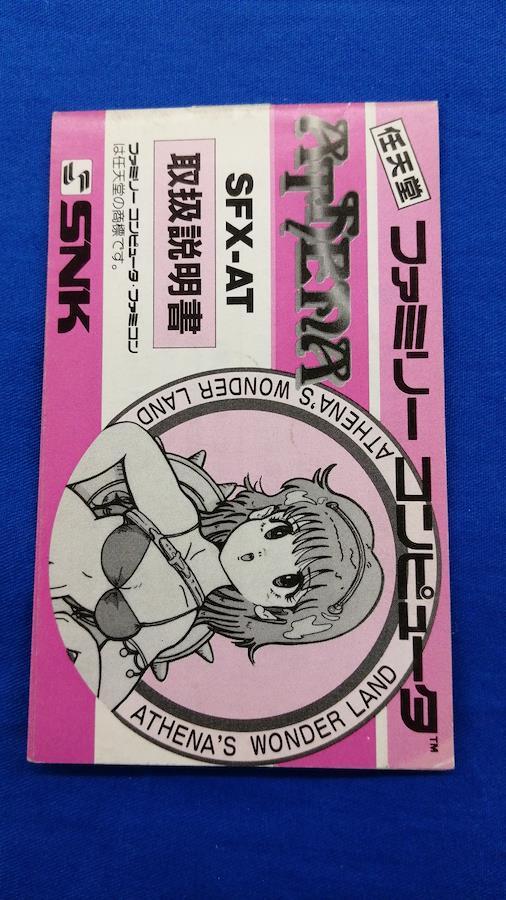 任天堂
ファミリー コンピュータ™
ATHENA
SFX-AT
取扱説明書
ファミリー コンピュータ・ファミコン
は任天堂の商標です。
SNK
ATHENA'S WONDER LAND
ATHENA'S WONDER LAND